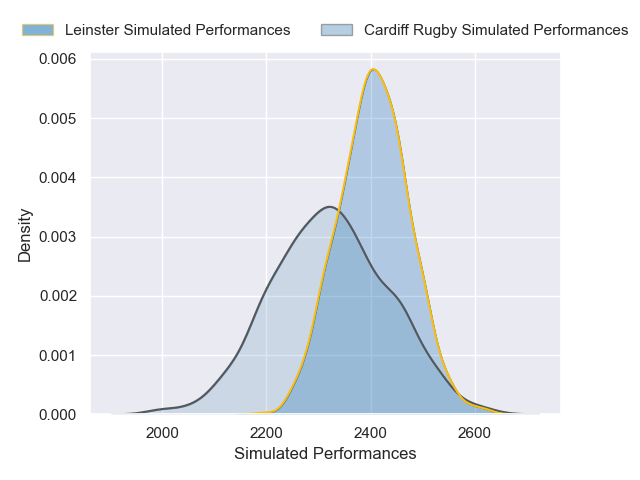 Leinster Simulated Performances
Cardiff Rugby Simulated Performances
0.006
0.005
0.004
0.003
0.002
0.001
0.000
Density
2000
2200
2400
2600
Simulated Performances